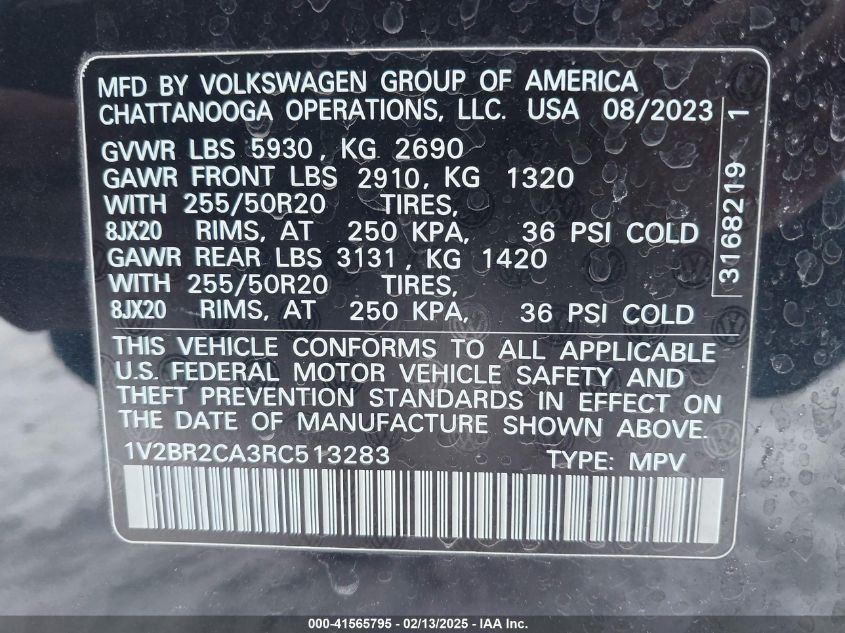 MFD BY VOLKSWAGEN GROUP OF AMERICA
CHATTANOOGA OPERATIONS, LLC. USA 08/2023 1
GVWR LBS 5930, KG 2690
GAWR FRONT LBS 2910, KG 1320
WITH 255/50R20 TIRES,
8JX20 RIMS, AT 250 KPA, 36 PSI COLD
GAWR REAR LBS 3131, KG 1420
WITH 255/50R20 TIRES,
8JX20 RIMS, AT 250 KPA, 36 PSI COLD
3168219
THIS VEHICLE CONFORMS TO ALL APPLICABLE
U.S. FEDERAL MOTOR VEHICLE SAFETY AND
THEFT PREVENTION STANDARDS IN EFFECT ON
THE DATE OF MANUFACTURE SHOWN ABOVE.
1V2BR2CA3RC513283 TYPE: MPV
000-41565795 - 02/13/2025 - IAA Inc.